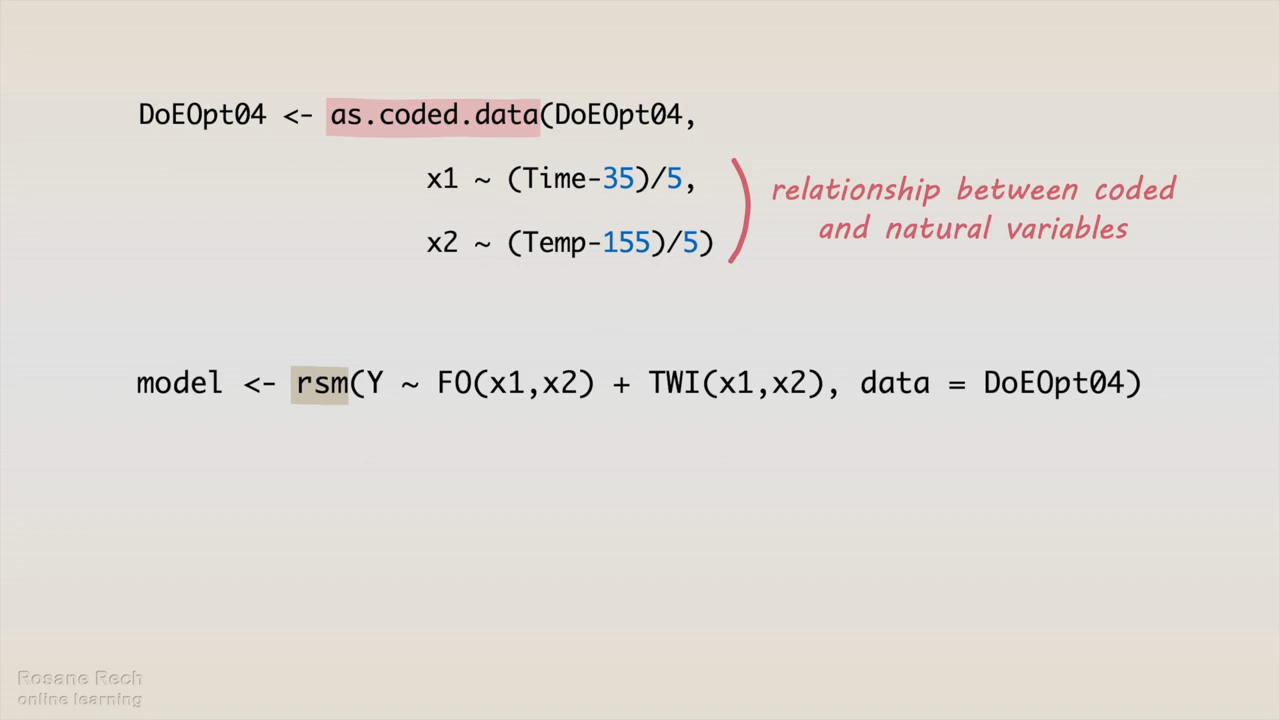 DoEOpt04 <- as.coded.data(DoEOpt04,
x1 ~ (Time-35)/5,
x2 ~ (Temp-155)/5)
relationship between coded
and natural variables
model <- rsm(Y ~ FO(x1,x2) + TWI(x1,x2), data = DoEOpt04)
Rosane Rech
online learning